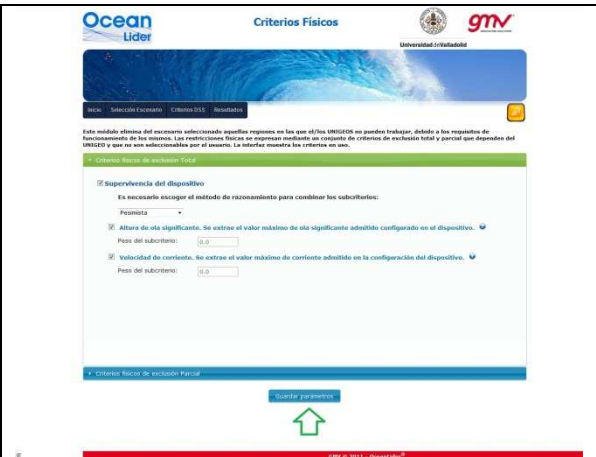 Ocean
Lider
Criterios Físicos
gmv
Universidad de Valladolid
Inicio Selección Escenario Criterios DSS Resultados
Este módulo elimina del escenario seleccionado aquellas regiones en las que el/los UNIGEOS no pueden trabajar, debido a los requisitos de
funcionamiento de los mismos. Las restricciones físicas se expresan mediante un conjunto de criterios de exclusión total y parcial que dependen del
UNIGEO y que no son seleccionables por el usuario. La interfaz muestra los criterios en uso.
Criterios físicos de exclusión Total
Supervivencia del dispositivo
Es necesario escoger el método de razonamiento para combinar los subcriterios:
Pesimista
Altura de ola significante. Se extrae el valor máximo de ola significante admitido configurado en el dispositivo.
Peso del subcriterio: 0.0
Velocidad de corriente. Se extrae el valor máximo de corriente admitido en la configuración del dispositivo.
Peso del subcriterio: 0.0
Criterios físicos de exclusión Parcial
Guardar parámetros
GMV © 2011 -